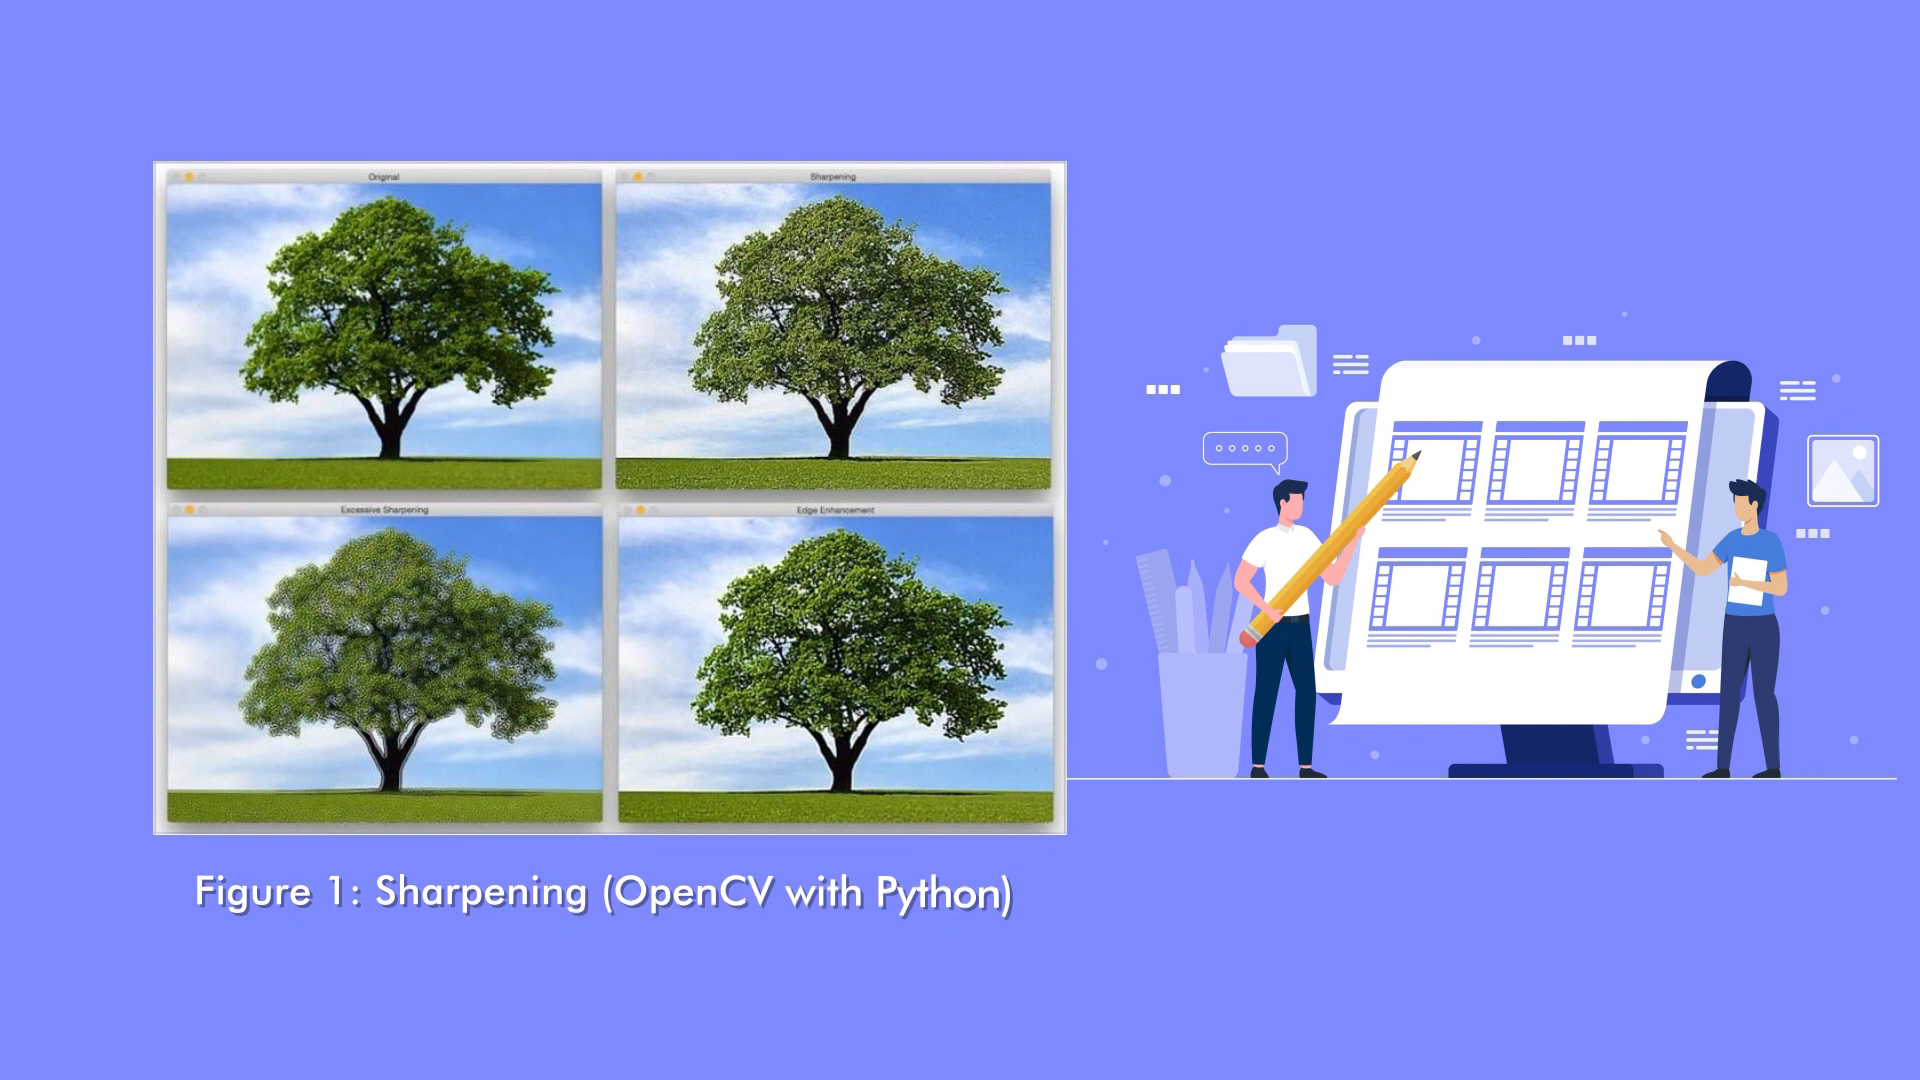 Original
Sharpening
Excessive Sharpening
Edge Enhancement
Figure 1: Sharpening (OpenCV with Python)